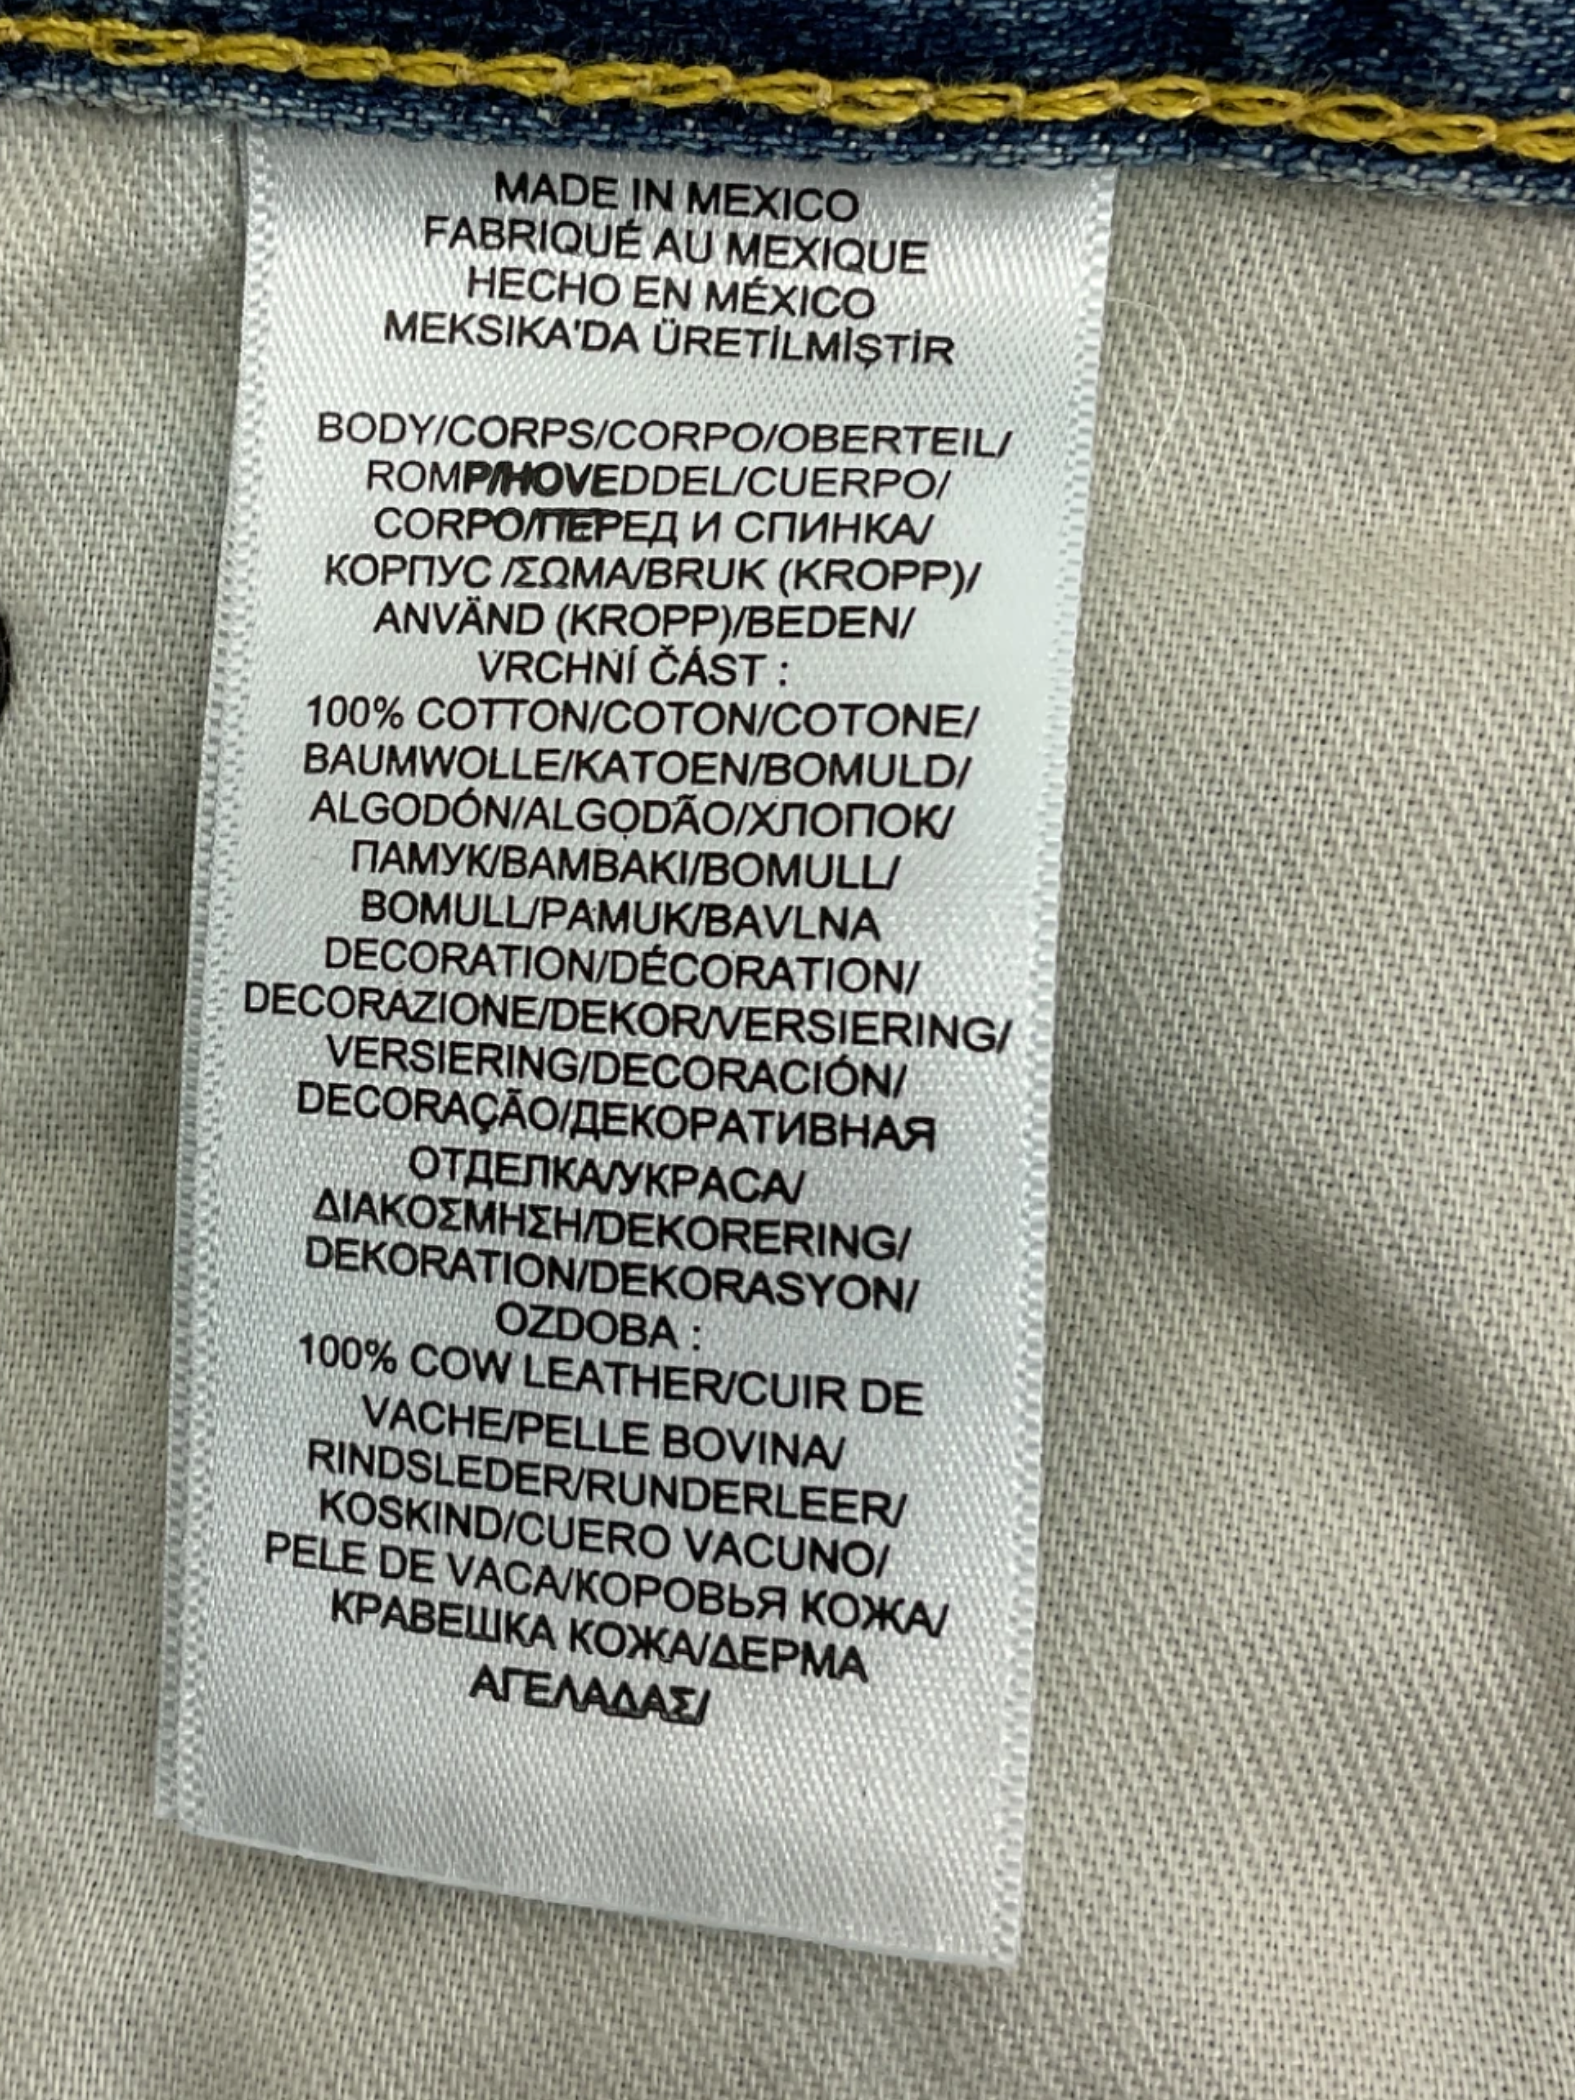 MADE IN MEXICO
FABRIQUÉ AU MEXIQUE
HECHO EN MÉXICO
MEKSIKA'DA ÜRETİLMİŞTİR
BODY/CORPS/CORPO/OBERTEIL/
ROMP/HOVEDDEL/CUERPO/
CORPO/ПЕРЕД И СПИНКА/
КОРПУС /ΣΩΜΑ/BRUK (KROPP)/
ANVÄND (KROPP)/BEDEN/
VRCHNÍ ČÁST :
100% COTTON/COTON/COTONE/
BAUMWOLLE/KATOEN/BOMULD/
ALGODÓN/ALGODÃO/ХЛОПОК/
ПАМУК/BAMBAKI/BOMULL/
BOMULL/PAMUK/BAVLNA
DECORATION/DÉCORATION/
DECORAZIONE/DEKOR/VERSIERING/
VERSIERING/DECORACIÓN/
DECORAÇÃO/ДЕКОРАТИВНАЯ
ОТДЕЛКА/УКРАСА/
ΔΙΑΚΟΣΜΗΣΗ/DEKORERING/
DEKORATION/DEKORASYON/
OZDOBA :
100% COW LEATHER/CUIR DE
VACHE/PELLE BOVINA/
RINDSLEDER/RUNDERLEER/
KOSKIND/CUERO VACUNO/
PELE DE VACA/КОРОВЬЯ КОЖА/
КРАВЕШКА КОЖА/ΔΕΡΜΑ
ΑΓΕΛΑΔΑΣ/